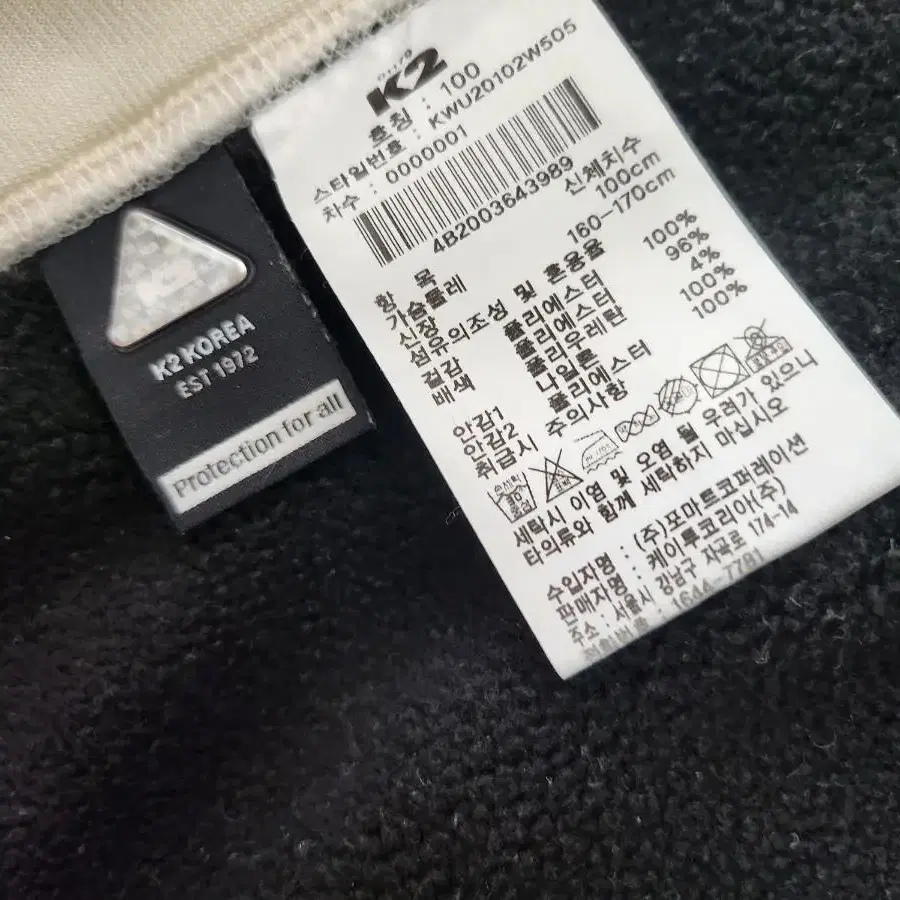 K2
호칭 : 100
스타일번호 : KWU20102W505
차수 : 0000001
4B2003643989
항 목 신체치수
가슴둘레 100cm
신장 160-170cm
섬유의조성 및 혼용율
겉감 폴리에스터 100%
배색 폴리에스터 96%
폴리우레탄 4%
안감1 나일론 100%
안감2 폴리에스터 100%
취급시 주의사항
세탁시 이염 및 오염 될 우려가 있으니
타의류와 함께 세탁하지 마십시오
수입자명 : (주)포마트코퍼레이션
판매자명 : 케이투코리아(주)
주소 : 서울시 강남구 자곡로 174-14
전화번호 : 1644-7781
K2 KOREA
EST 1972
Protection for all